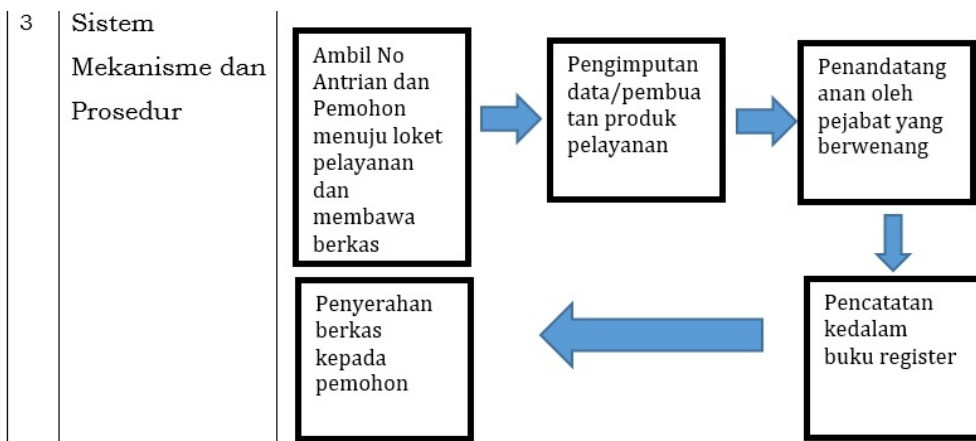 3
Sistem
Mekanisme dan
Prosedur
Ambil No
Antrian dan
Pemohon
menuju loket
pelayanan
dan
membawa
berkas
Pengimputan
data/pembua
tan produk
pelayanan
Penandatang
anan oleh
pejabat yang
berwenang
Pencatatan
kedalam
buku register
Penyerahan
berkas
kepada
pemohon